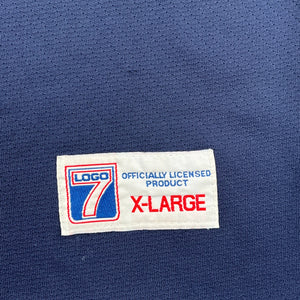 LOGO
7
OFFICIALLY LICENSED
PRODUCT
X-LARGE